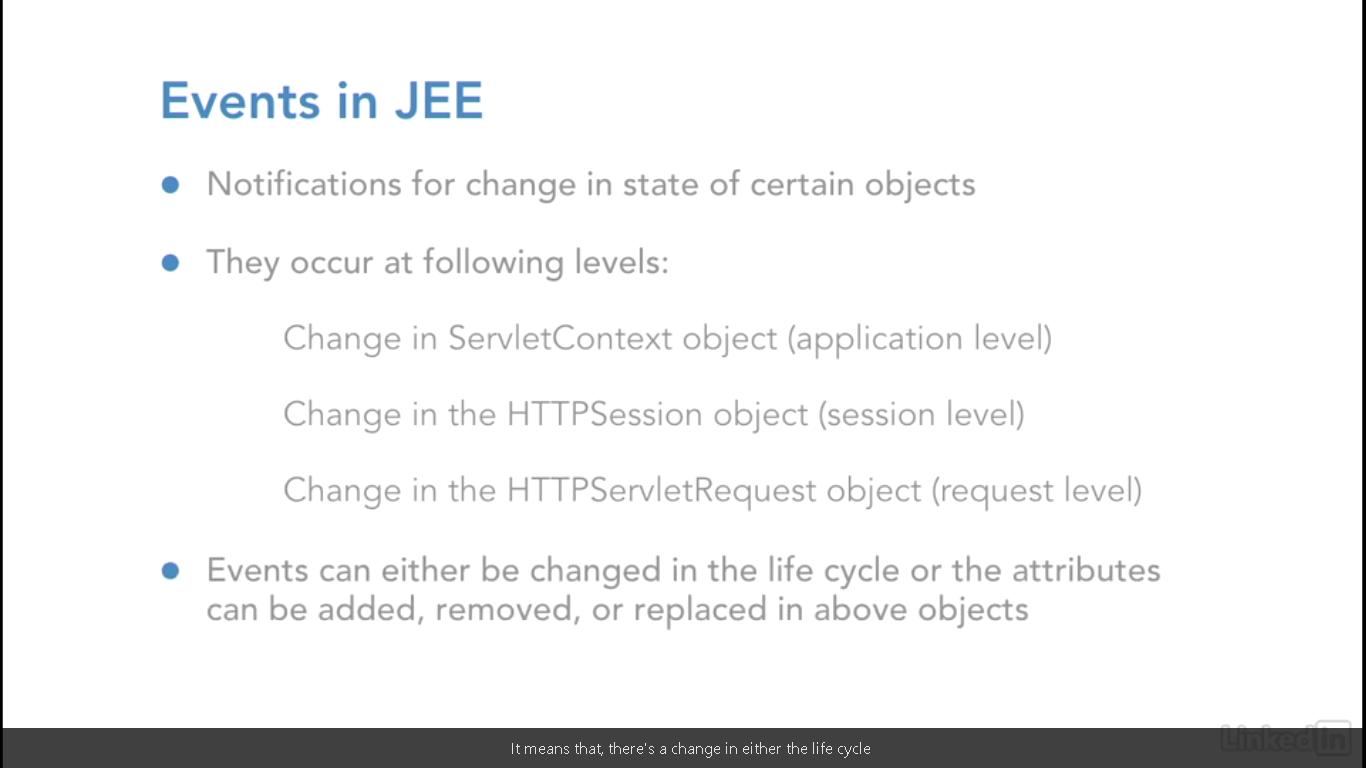 Events in JEE
Notifications for change in state of certain objects
They occur at following levels:
Change in ServletContext object (application level)
Change in the HTTPSession object (session level)
Change in the HTTPServletRequest object (request level)
Events can either be changed in the life cycle or the attributes
can be added, removed, or replaced in above objects
Linked in
It means that, there's a change in either the life cycle